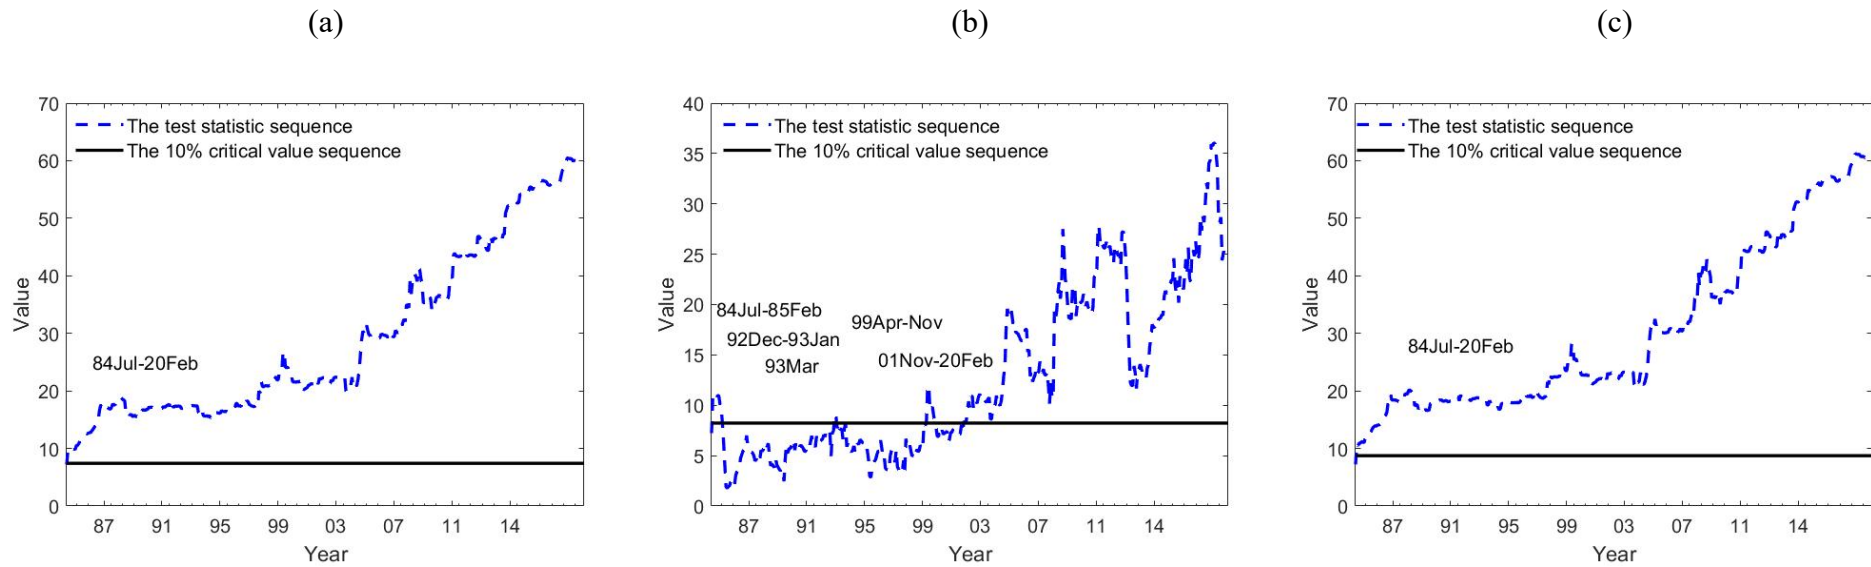 (a)
70
60
50
40
30
20
10
0
Value
The test statistic sequence
The 10% critical value sequence
84Jul-20Feb
87 91 95 99 03 07 11 14
Year
(b)
40
35
30
25
20
15
10
5
0
Value
The test statistic sequence
The 10% critical value sequence
84Jul-85Feb
92Dec-93Jan
93Mar
99Apr-Nov
01Nov-20Feb
87 91 95 99 03 07 11 14
Year
(c)
70
60
50
40
30
20
10
0
Value
The test statistic sequence
The 10% critical value sequence
84Jul-20Feb
87 91 95 99 03 07 11 14
Year